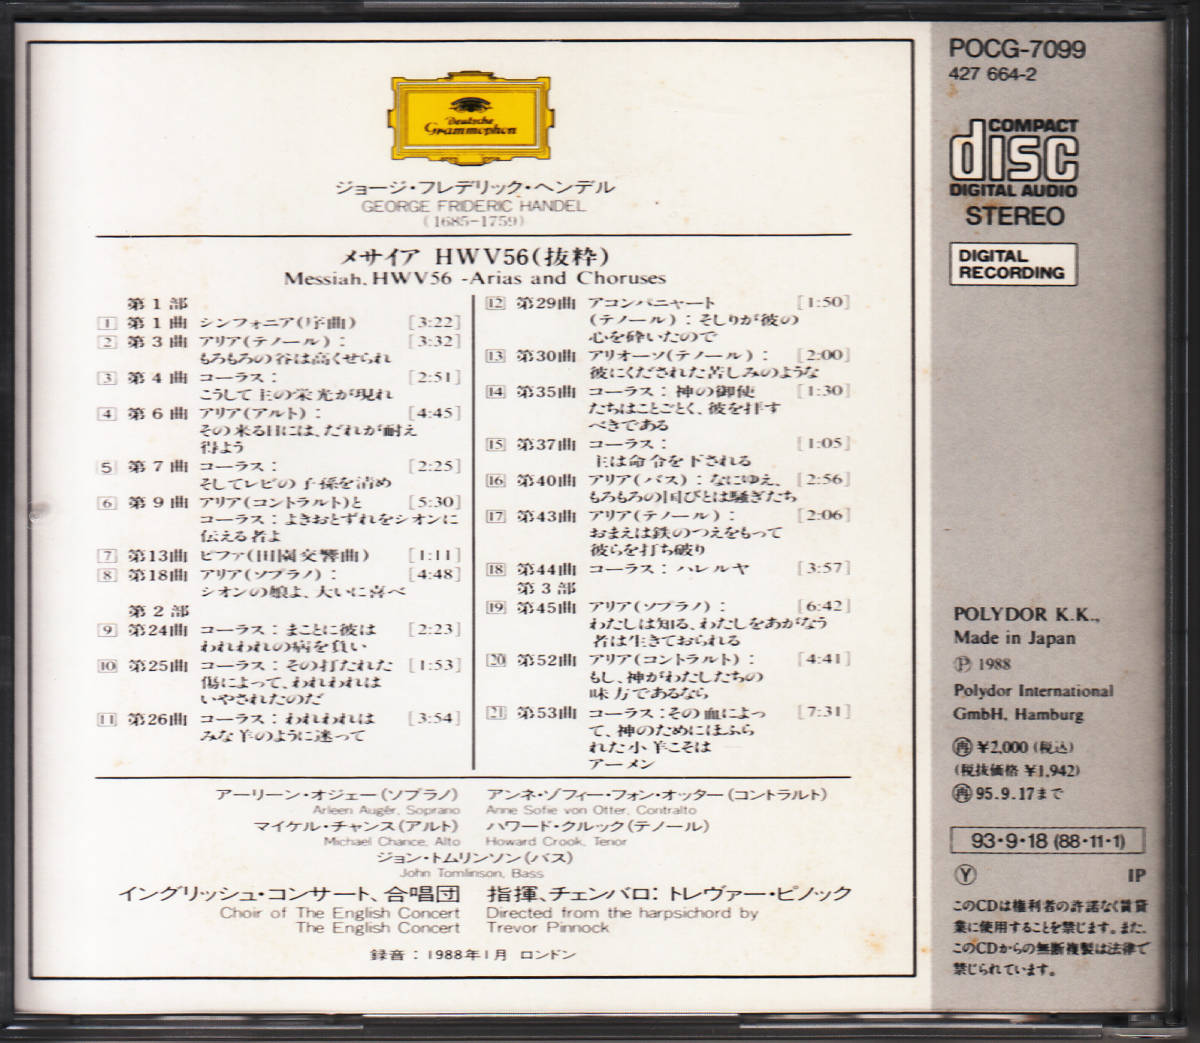 Deutsche
Grammophon
ジョージ・フレデリック・ヘンデル
GEORGE FRIDERIC HANDEL
(1685-1759)
メサイア HWV56(抜粋)
Messiah, HWV56 -Arias and Choruses
第1部
1 第1曲 シンフォニア(序曲) [3:22]
2 第3曲 アリア(テノール): [3:32]
もろもろの谷は高くせられ
3 第4曲 コーラス: [2:51]
こうして主の栄光が現れ
4 第6曲 アリア(アルト): [4:45]
その来る日には、だれが耐え
得よう
5 第7曲 コーラス: [2:25]
そしてレビの子孫を清め
6 第9曲 アリア(コントラルト)と [5:30]
コーラス: よきおとずれをシオンに
伝える者よ
7 第13曲 ピファ(田園交響曲) [1:11]
8 第18曲 アリア(ソプラノ): [4:48]
シオンの娘よ、大いに喜べ
第2部
9 第24曲 コーラス: まことに彼は [2:23]
われわれの病を負い
10 第25曲 コーラス: その打たれた [1:53]
傷によって、われわれは
いやされたのだ
11 第26曲 コーラス: われわれは [3:54]
みな羊のように迷って
12 第29曲 アコンパニャート [1:50]
(テノール): そしりが彼の
心を砕いたので
13 第30曲 アリオーソ(テノール): [2:00]
彼にくだされた苦しみのような
14 第35曲 コーラス: 神の御使 [1:30]
たちはことごとく、彼を拝す
べきである
15 第37曲 コーラス: [1:05]
主は命令を下される
16 第40曲 アリア(バス): なにゆえ、 [2:56]
もろもろの国びとは騒ぎたち
17 第43曲 アリア(テノール): [2:06]
おまえは鉄のつえをもって
彼らを打ち破り
18 第44曲 コーラス: ハレルヤ [3:57]
第3部
19 第45曲 アリア(ソプラノ): [6:42]
わたしは知る、わたしをあがなう
者は生きておられる
20 第52曲 アリア(コントラルト): [4:41]
もし、神がわたしたちの
味方であるなら
21 第53曲 コーラス: その血によっ [7:31]
て、神のためにほふら
れた小羊こそは
アーメン
アーリーン・オジェー(ソプラノ) アンネ・ゾフィー・フォン・オッター(コントラルト)
Arleen Augér, Soprano Anne Sofie von Otter, Contralto
マイケル・チャンス(アルト) ハワード・クルック(テノール)
Michael Chance, Alto Howard Crook, Tenor
ジョン・トムリンソン(バス)
John Tomlinson, Bass
イングリッシュ・コンサート、合唱団 指揮、チェンバロ: トレヴァー・ピノック
Choir of The English Concert Directed from the harpsichord by
The English Concert Trevor Pinnock
録音: 1988年1月 ロンドン
POCG-7099
427 664-2
COMPACT
disc
DIGITAL AUDIO
STEREO
DIGITAL
RECORDING
POLYDOR K.K.,
Made in Japan
℗ 1988
Polydor International
GmbH, Hamburg
㊞ ¥2,000 (税込)
(税抜価格 ¥1,942)
95.9.17まで
93・9・18 (88・11・1)
Ⓨ IP
このCDは権利者の許諾なく賃貸
業に使用することを禁じます。また、
このCDからの無断複製は法律で
禁じられています。